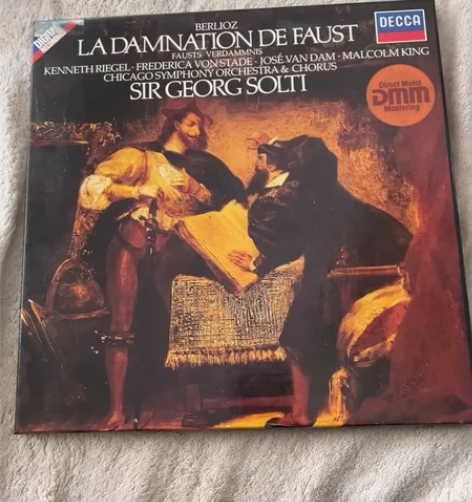 DIGITAL
DECCA
BERLIOZ
LA DAMNATION DE FAUST
FAUSTS VERDAMMNIS
KENNETH RIEGEL · FREDERICA VON STADE · JOSÉ VAN DAM · MALCOLM KING
CHICAGO SYMPHONY ORCHESTRA & CHORUS
SIR GEORG SOLTI
Direct Metal
DMM
Mastering